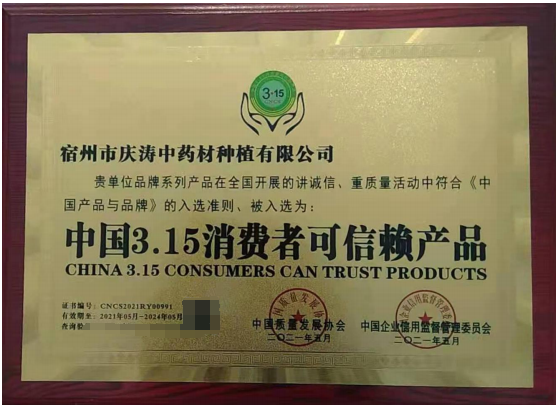 3·15
宿州市庆涛中药材种植有限公司
贵单位品牌系列产品在全国开展的讲诚信、重质量活动中符合《中
国产品与品牌》的入选准则、被入选为:
中国3.15消费者可信赖产品
CHINA 3.15 CONSUMERS CAN TRUST PRODUCTS
证书编号: CNCS2021RY00991
有效期至: 2021年05月-2024年05月
查询验
中国质量发展协会
二〇二一年五月
中国企业信用监督管理委员会
二〇二一年五月